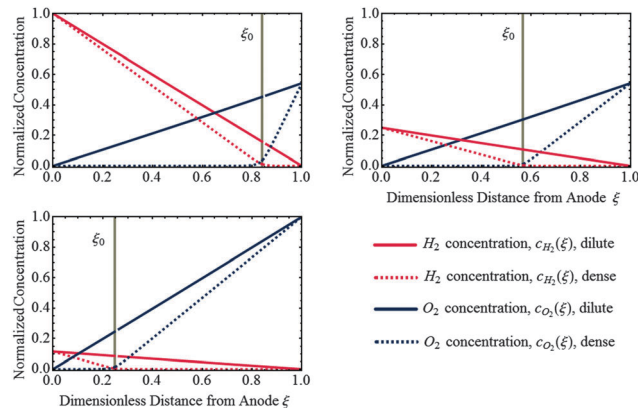 Normalized Concentration
1.0
0.8
0.6
0.4
0.2
0.0
ξ0
0.0 0.2 0.4 0.6 0.8 1.0
Normalized Concentration
1.0
0.8
0.6
0.4
0.2
0.0
ξ0
0.0 0.2 0.4 0.6 0.8 1.0
Dimensionless Distance from Anode ξ
Normalized Concentration
1.0
0.8
0.6
0.4
0.2
0.0
ξ0
0.0 0.2 0.4 0.6 0.8 1.0
Dimensionless Distance from Anode ξ
H2 concentration, cH2(ξ), dilute
H2 concentration, cH2(ξ), dense
O2 concentration, cO2(ξ), dilute
O2 concentration, cO2(ξ), dense